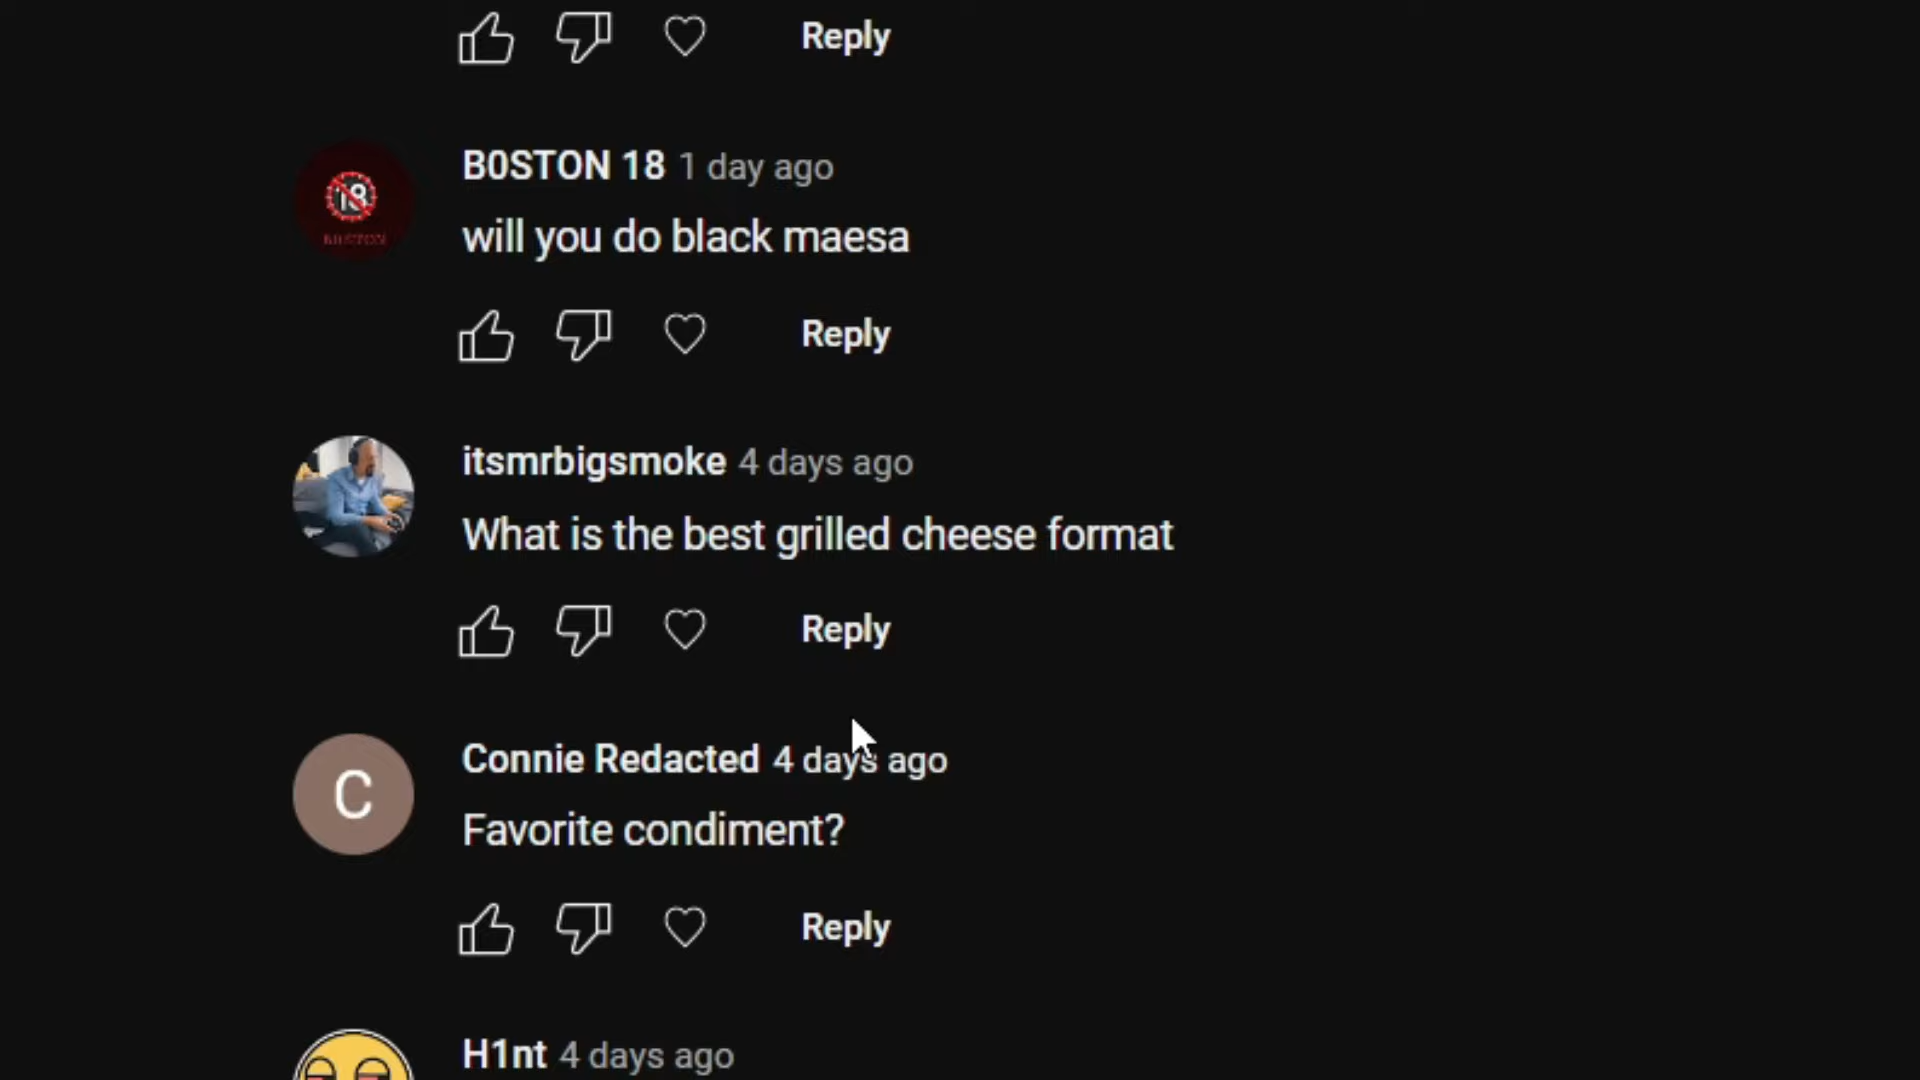 Reply
B0STON 18 1 day ago
will you do black maesa
Reply
itsmrbigsmoke 4 days ago
What is the best grilled cheese format
Reply
C
Connie Redacted 4 days ago
Favorite condiment?
Reply
H1nt 4 days ago